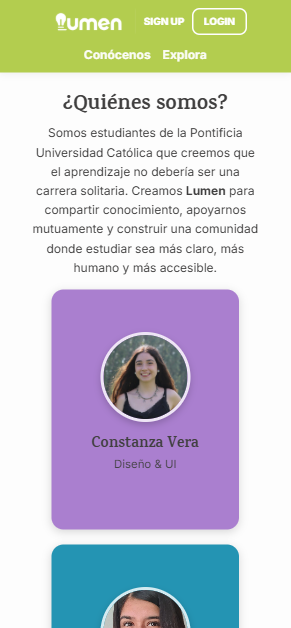 Lumen SIGN UP LOGIN
Conócenos Explora
¿Quiénes somos?
Somos estudiantes de la Pontificia
Universidad Católica que creemos que
el aprendizaje no debería ser una
carrera solitaria. Creamos Lumen para
compartir conocimiento, apoyarnos
mutuamente y construir una comunidad
donde estudiar sea más claro, más
humano y más accesible.
Constanza Vera
Diseño & UI